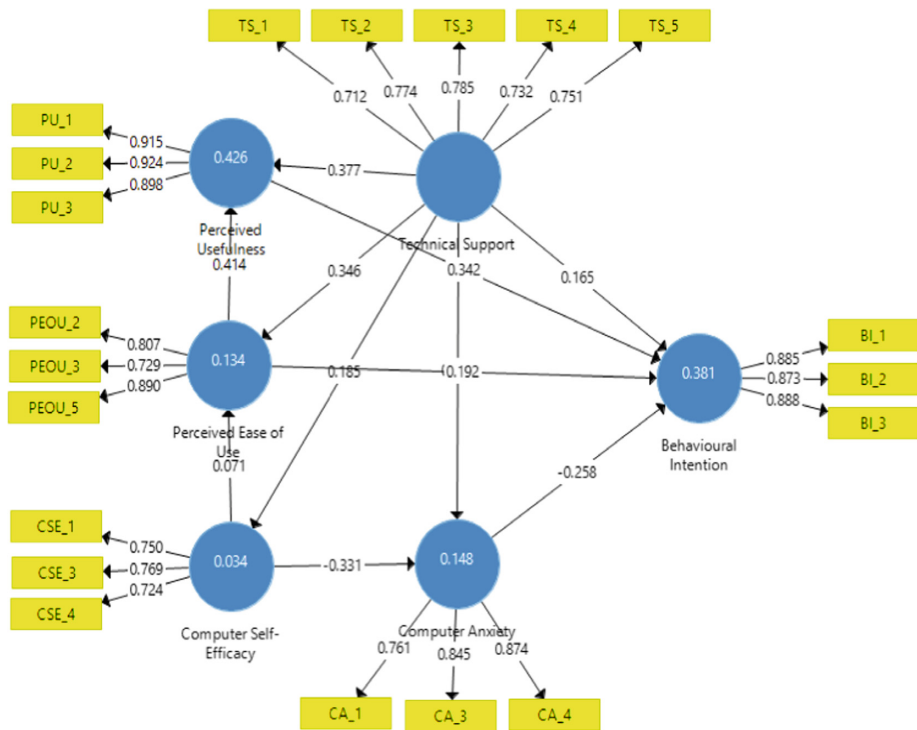 TS_1 TS_2 TS_3 TS_4 TS_5
0.712 0.774 0.785 0.732 0.751
PU_1
PU_2
PU_3
0.915
0.924
0.898
0.426
0.377
Perceived
Usefulness
Technical Support
0.414
0.346
0.342
0.165
PEOU_2
PEOU_3
PEOU_5
0.807
0.729
0.890
0.134
0.185
0.192
0.381
0.885
0.873
0.888
BI_1
BI_2
BI_3
Perceived Ease of
Use
0.071
Behavioural
Intention
-0.258
CSE_1
CSE_3
CSE_4
0.750
0.769
0.724
0.034
-0.331
0.148
Computer Self-
Efficacy
Computer Anxiety
0.761 0.845 0.874
CA_1 CA_3 CA_4